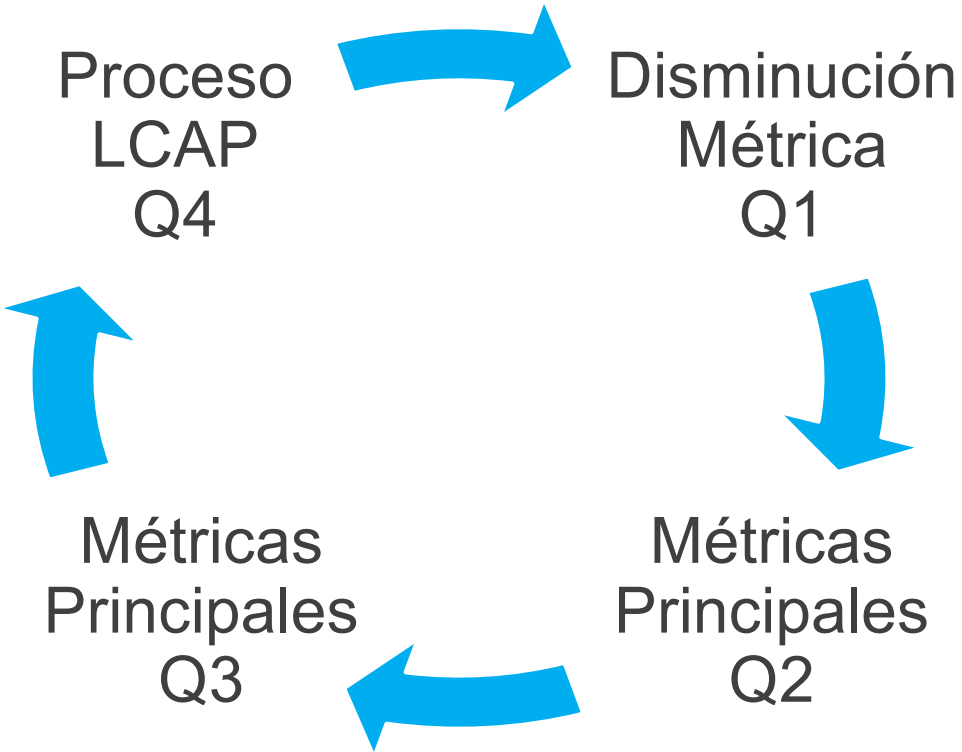 Proceso
LCAP
Q4
Disminución
Métrica
Q1
Métricas
Principales
Q2
Métricas
Principales
Q3